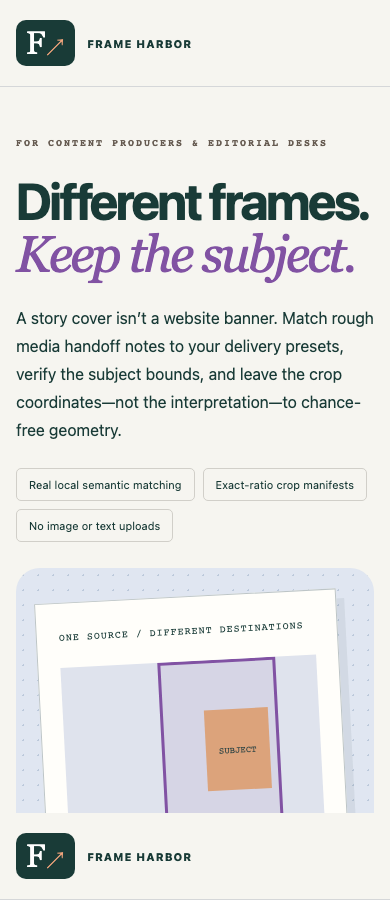 F↗ FRAME HARBOR
FOR CONTENT PRODUCERS & EDITORIAL DESKS
Different frames.
Keep the subject.
A story cover isn’t a website banner. Match rough
media handoff notes to your delivery presets,
verify the subject bounds, and leave the crop
coordinates—not the interpretation—to chance-
free geometry.
Real local semantic matching
Exact-ratio crop manifests
No image or text uploads
ONE SOURCE / DIFFERENT DESTINATIONS
SUBJECT
F↗ FRAME HARBOR